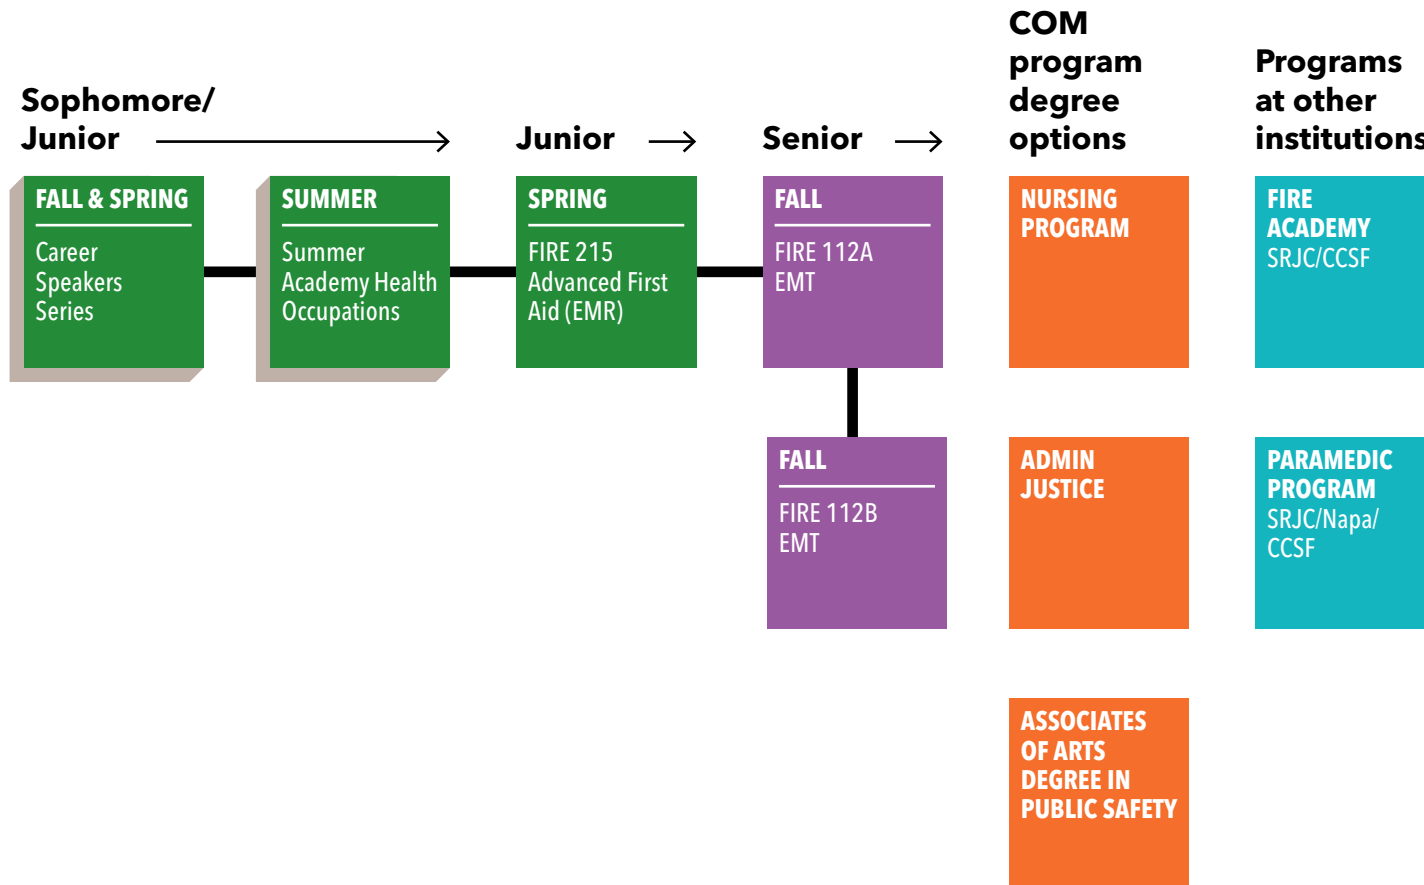 Sophomore/
Junior
Junior
Senior
COM
program
degree
options
Programs
at other
institutions
FALL & SPRING
Career
Speakers
Series
SUMMER
Summer
Academy Health
Occupations
SPRING
FIRE 215
Advanced First
Aid (EMR)
FALL
FIRE 112A
EMT
NURSING
PROGRAM
FIRE
ACADEMY
SRJC/CCSF
FALL
FIRE 112B
EMT
ADMIN
JUSTICE
PARAMEDIC
PROGRAM
SRJC/Napa/
CCSF
ASSOCIATES
OF ARTS
DEGREE IN
PUBLIC SAFETY